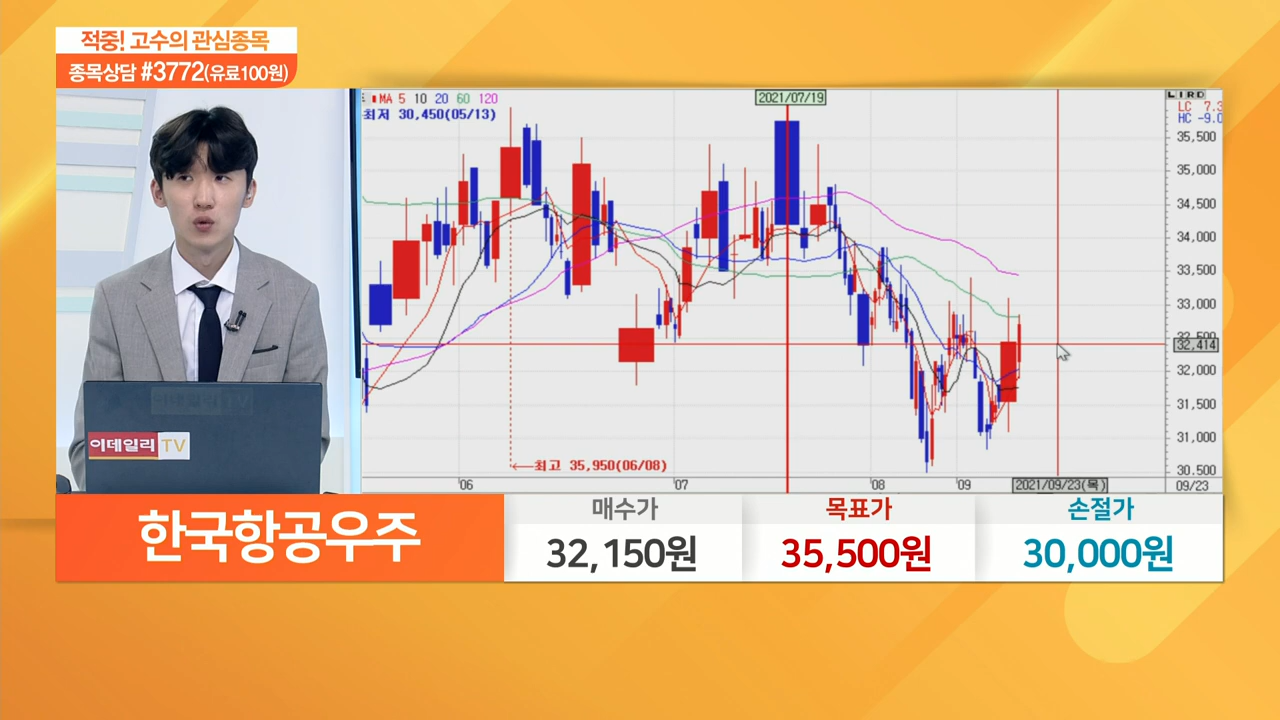 적중! 고수의 관심종목
종목상담 #3772(유료100원)
MA 5 10 20 60 120
최저 30,450(05/13)
2021/07/19
LIRD
LC 7.3
HC -9.0
35,500
35,000
34,500
34,000
33,500
33,000
32,500
32,414
32,000
31,500
31,000
30,500
최고 35,950(06/08)
'06
'07
'08
'09
2021/09/23(목)
09/23
이데일리 TV
한국항공우주
매수가
32,150원
목표가
35,500원
손절가
30,000원